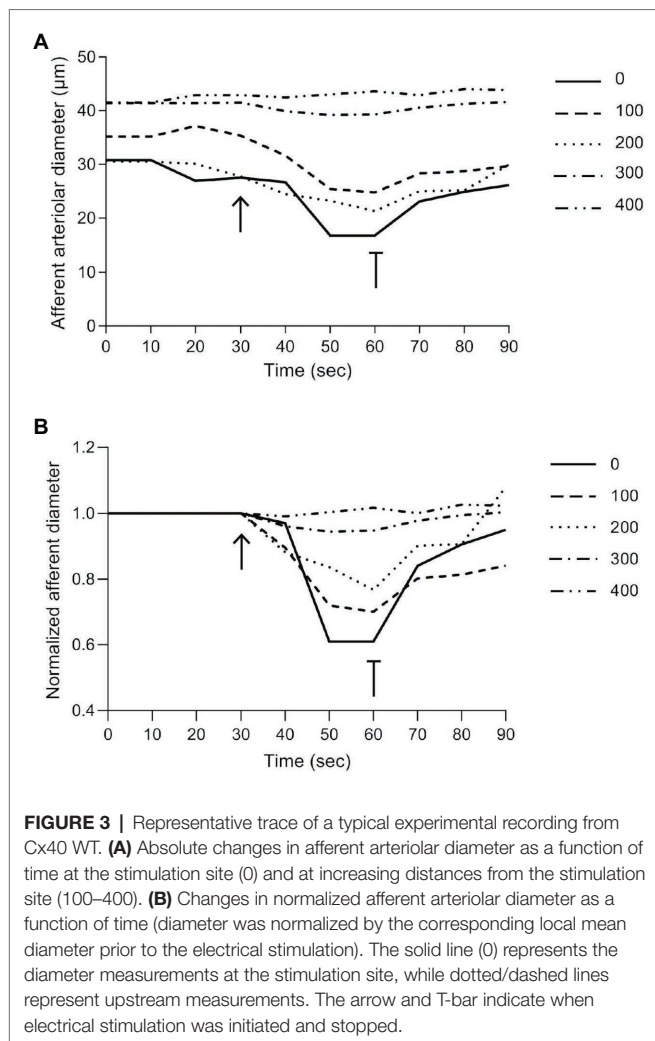 A
Afferent arteriolar diameter (µm)
50
40
30
20
10
0
0 10 20 30 40 50 60 70 80 90
Time (sec)
0
100
200
300
400
B
Normalized afferent diameter
1.2
1.0
0.8
0.6
0.4
0 10 20 30 40 50 60 70 80 90
Time (sec)
0
100
200
300
400
FIGURE 3 | Representative trace of a typical experimental recording from
Cx40 WT. (A) Absolute changes in afferent arteriolar diameter as a function of
time at the stimulation site (0) and at increasing distances from the stimulation
site (100–400). (B) Changes in normalized afferent arteriolar diameter as a
function of time (diameter was normalized by the corresponding local mean
diameter prior to the electrical stimulation). The solid line (0) represents the
diameter measurements at the stimulation site, while dotted/dashed lines
represent upstream measurements. The arrow and T-bar indicate when
electrical stimulation was initiated and stopped.